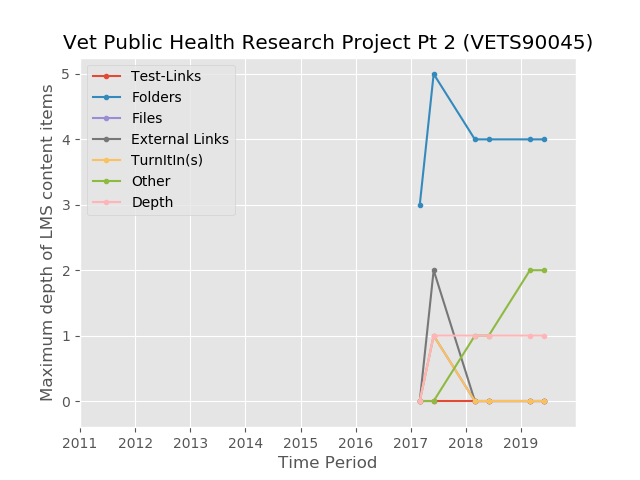 Vet Public Health Research Project Pt 2 (VETS90045)
Maximum depth of LMS content items
5
4
3
2
1
0
Test-Links
Folders
Files
External Links
TurnItIn(s)
Other
Depth
2011 2012 2013 2014 2015 2016 2017 2018 2019
Time Period